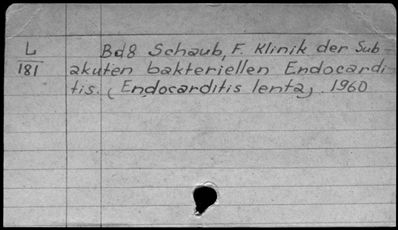 L Bd8 Schaub, F. Klinik der Sub-
181 akuten bakteriellen Endocardi-
tis. (Endocarditis lenta). 1960